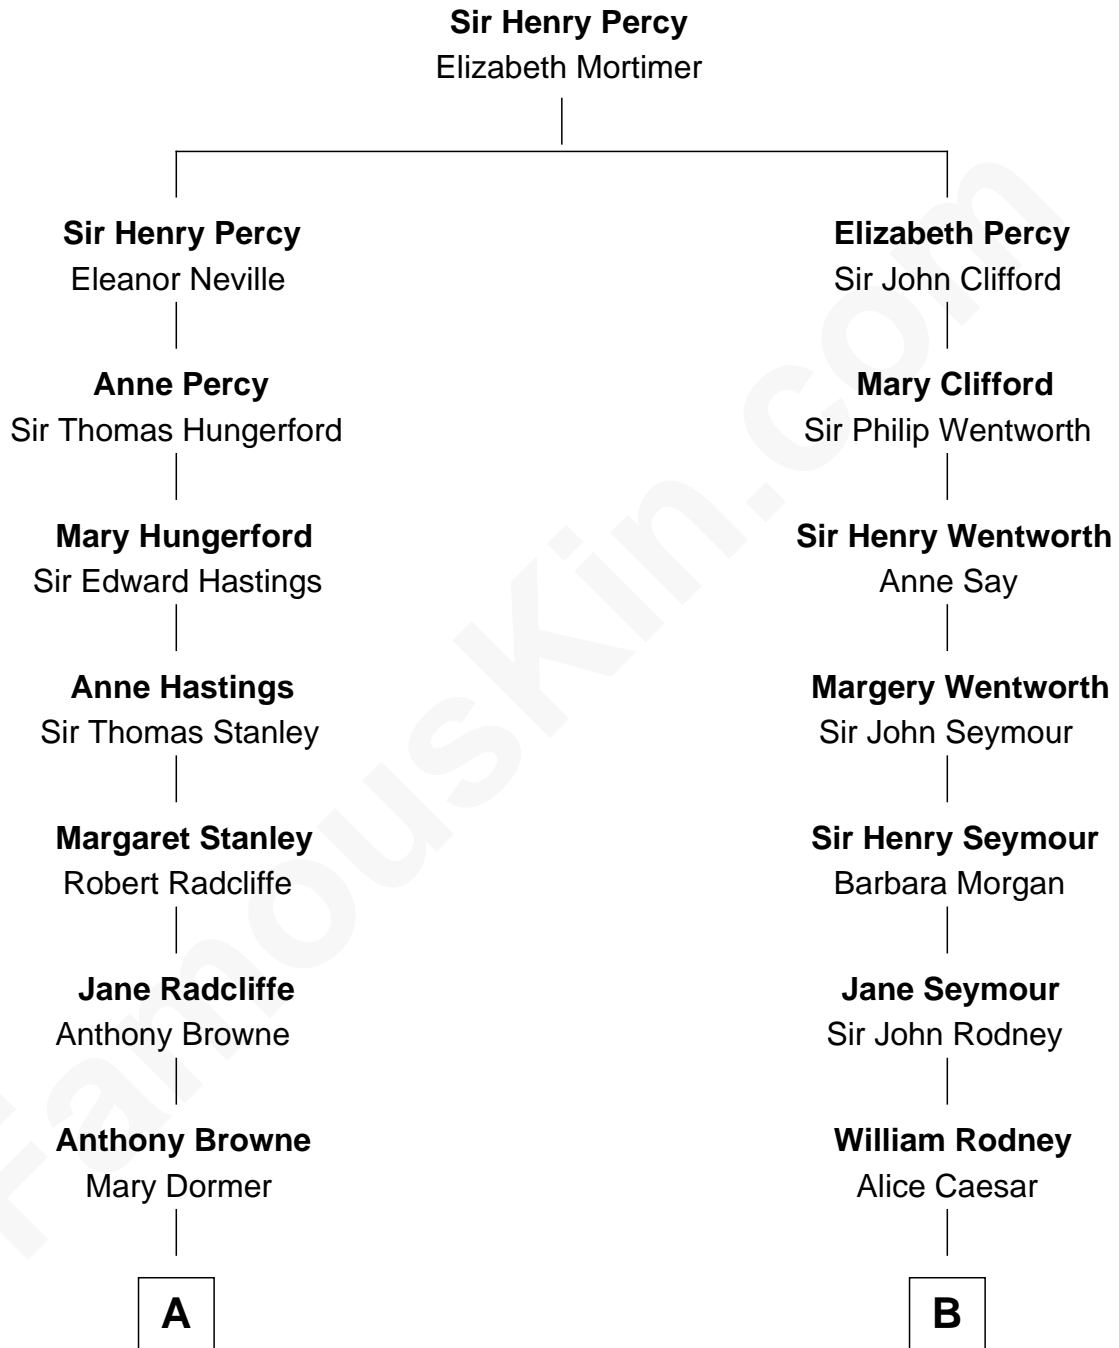 Sir Henry Percy
Elizabeth Mortimer
Sir Henry Percy
Eleanor Neville
Elizabeth Percy
Sir John Clifford
Anne Percy
Sir Thomas Hungerford
Mary Clifford
Sir Philip Wentworth
Mary Hungerford
Sir Edward Hastings
Sir Henry Wentworth
Anne Say
Anne Hastings
Sir Thomas Stanley
Margery Wentworth
Sir John Seymour
Margaret Stanley
Robert Radcliffe
Sir Henry Seymour
Barbara Morgan
Jane Radcliffe
Anthony Browne
Jane Seymour
Sir John Rodney
Anthony Browne
Mary Dormer
William Rodney
Alice Caesar
A
B
FamousKin.com